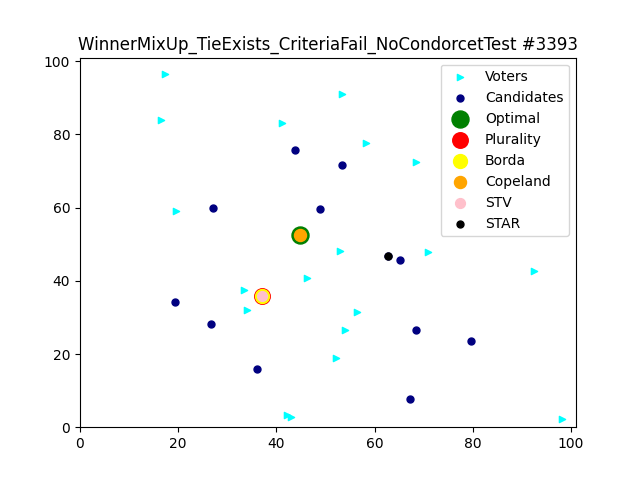 WinnerMixUp_TieExists_CriteriaFail_NoCondorcetTest #3393
100
80
60
40
20
0
0 20 40 60 80 100
Voters
Candidates
Optimal
Plurality
Borda
Copeland
STV
STAR